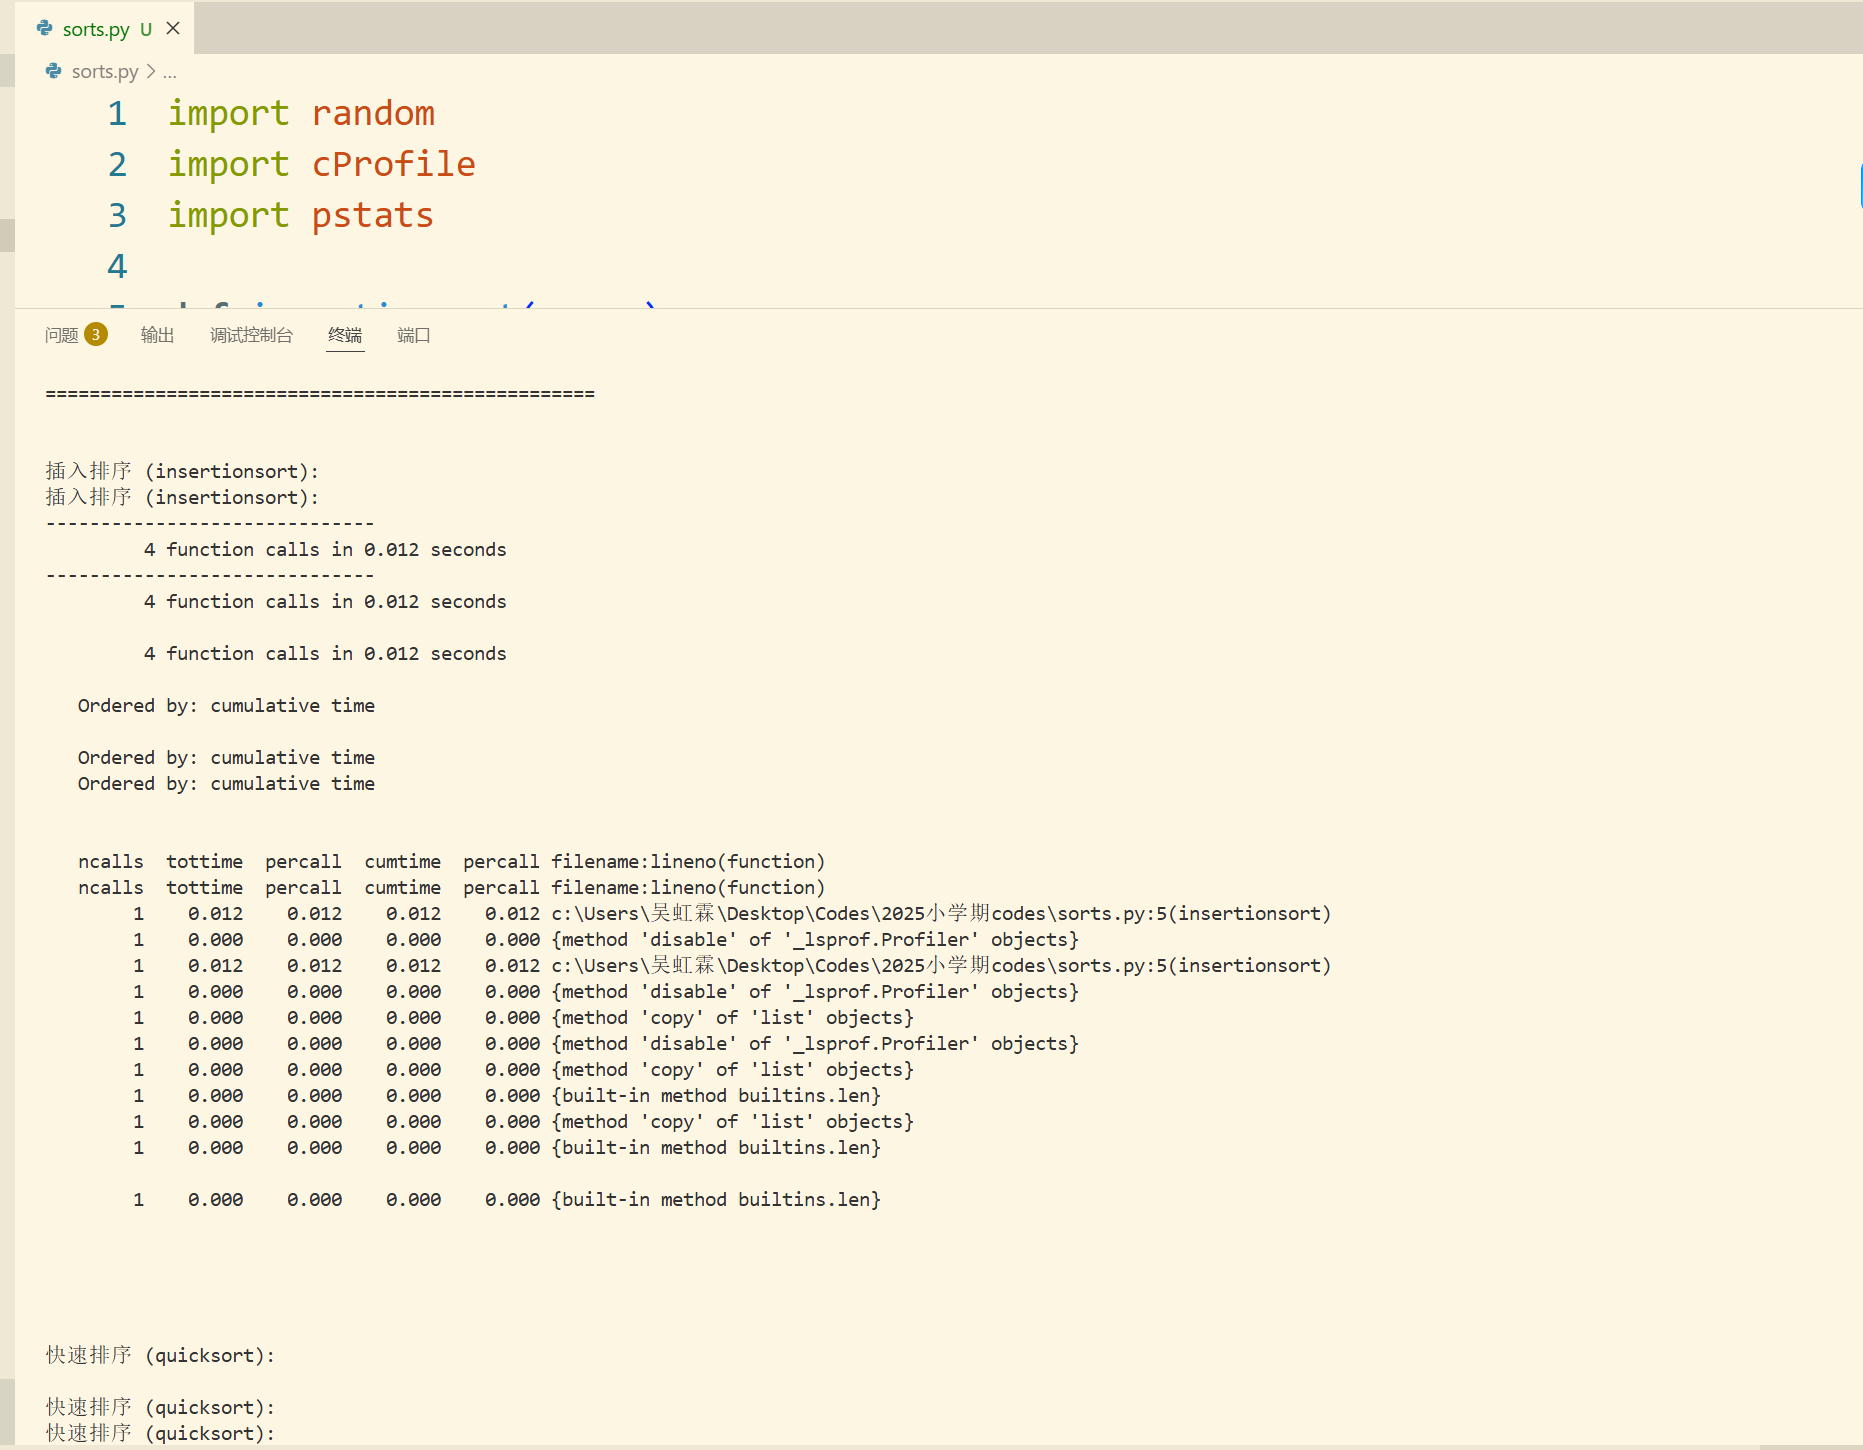 sorts.py U
sorts.py > ...
1 import random
2 import cProfile
3 import pstats
4
问题 3 输出 调试控制台 终端 端口
==================================================
插入排序 (insertionsort):
插入排序 (insertionsort):
------------------------------
4 function calls in 0.012 seconds
------------------------------
4 function calls in 0.012 seconds
4 function calls in 0.012 seconds
Ordered by: cumulative time
Ordered by: cumulative time
Ordered by: cumulative time
ncalls tottime percall cumtime percall filename:lineno(function)
ncalls tottime percall cumtime percall filename:lineno(function)
1 0.012 0.012 0.012 0.012 c:\Users\吴虹霖\Desktop\Codes\2025小学期codes\sorts.py:5(insertionsort)
1 0.000 0.000 0.000 0.000 {method 'disable' of '_lsprof.Profiler' objects}
1 0.012 0.012 0.012 0.012 c:\Users\吴虹霖\Desktop\Codes\2025小学期codes\sorts.py:5(insertionsort)
1 0.000 0.000 0.000 0.000 {method 'disable' of '_lsprof.Profiler' objects}
1 0.000 0.000 0.000 0.000 {method 'copy' of 'list' objects}
1 0.000 0.000 0.000 0.000 {method 'disable' of '_lsprof.Profiler' objects}
1 0.000 0.000 0.000 0.000 {method 'copy' of 'list' objects}
1 0.000 0.000 0.000 0.000 {built-in method builtins.len}
1 0.000 0.000 0.000 0.000 {method 'copy' of 'list' objects}
1 0.000 0.000 0.000 0.000 {built-in method builtins.len}
1 0.000 0.000 0.000 0.000 {built-in method builtins.len}
快速排序 (quicksort):
快速排序 (quicksort):
快速排序 (quicksort):